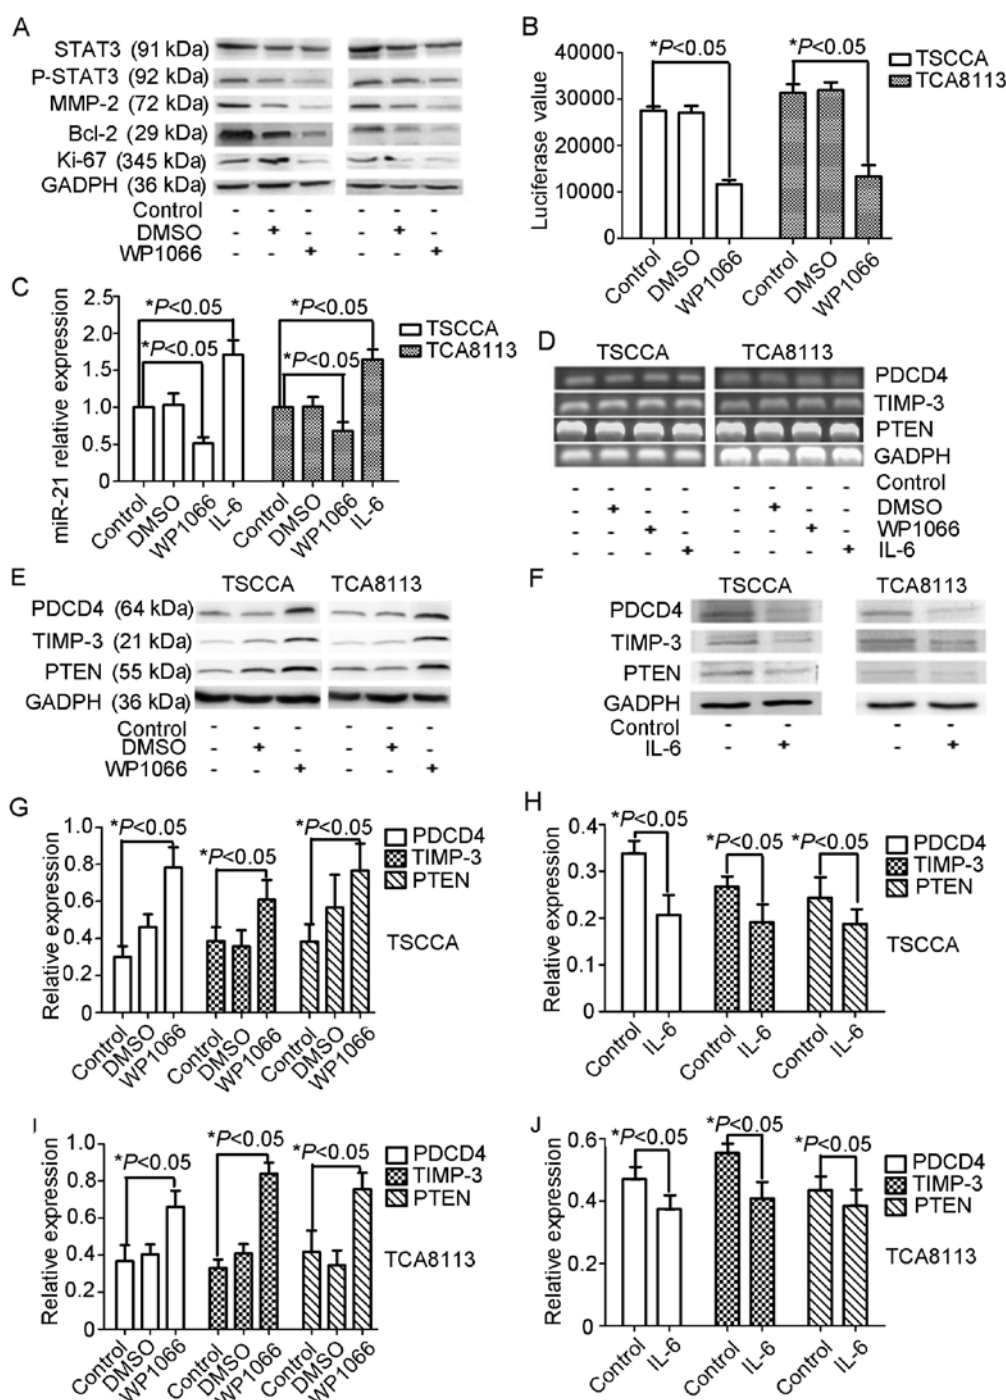 A
STAT3 (91 kDa)
P-STAT3 (92 kDa)
MMP-2 (72 kDa)
Bcl-2 (29 kDa)
Ki-67 (345 kDa)
GADPH (36 kDa)
Control - - - - - -
DMSO - + - - + -
WP1066 - - + - - +
B
Luciferase value
40000
30000
20000
10000
0
*P<0.05
*P<0.05
TSCCA
TCA8113
Control DMSO WP1066 Control DMSO WP1066
C
miR-21 relative expression
2.5
2.0
1.5
1.0
0.5
0
*P<0.05
*P<0.05
*P<0.05
*P<0.05
TSCCA
TCA8113
Control DMSO WP1066 IL-6 Control DMSO WP1066 IL-6
D
TSCCA TCA8113
PDCD4
TIMP-3
PTEN
GADPH
- - - - - - - - Control
- + - - - + - - DMSO
- - + - - - + - WP1066
- - - + - - - + IL-6
E
TSCCA TCA8113
PDCD4 (64 kDa)
TIMP-3 (21 kDa)
PTEN (55 kDa)
GADPH (36 kDa)
Control - - - - - -
DMSO - + - - + -
WP1066 - - + - - +
F
TSCCA TCA8113
PDCD4
TIMP-3
PTEN
GADPH
Control - - - -
IL-6 - + - +
G
Relative expression
1.0
0.8
0.6
0.4
0.2
0
*P<0.05
*P<0.05
*P<0.05
PDCD4
TIMP-3
PTEN
TSCCA
Control DMSO WP1066 Control DMSO WP1066 Control DMSO WP1066
H
Relative expression
0.4
0.3
0.2
0.1
0
*P<0.05
*P<0.05
*P<0.05
PDCD4
TIMP-3
PTEN
TSCCA
Control IL-6 Control IL-6 Control IL-6
I
Relative expression
1.0
0.8
0.6
0.4
0.2
0
*P<0.05
*P<0.05
*P<0.05
PDCD4
TIMP-3
PTEN
TCA8113
Control DMSO WP1066 Control DMSO WP1066 Control DMSO WP1066
J
Relative expression
0.6
0.4
0.2
0
*P<0.05
*P<0.05
*P<0.05
PDCD4
TIMP-3
PTEN
TCA8113
Control IL-6 Control IL-6 Control IL-6